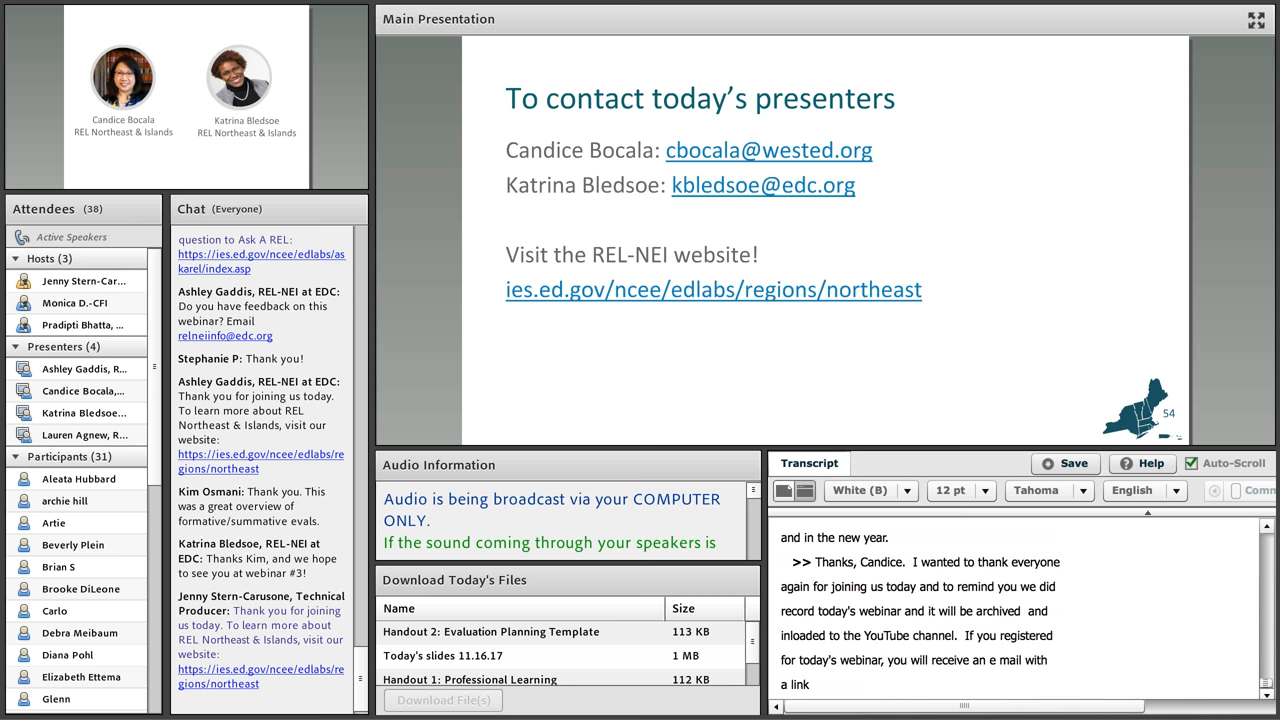 Candice Bocala
REL Northeast & Islands
Katrina Bledsoe
REL Northeast & Islands
Attendees (38)
Active Speakers
Hosts (3)
Jenny Stern-Car...
Monica D.-CFI
Pradipti Bhatta, ...
Presenters (4)
Ashley Gaddis, R...
Candice Bocala,...
Katrina Bledsoe...
Lauren Agnew, R...
Participants (31)
Aleata Hubbard
archie hill
Artie
Beverly Plein
Brian S
Brooke DiLeone
Carlo
Debra Meibaum
Diana Pohl
Elizabeth Ettema
Glenn
Chat (Everyone)
question to Ask A REL:
https://ies.ed.gov/ncee/edlabs/as
karel/index.asp
Ashley Gaddis, REL-NEI at EDC:
Do you have feedback on this
webinar? Email
relneiinfo@edc.org
Stephanie P: Thank you!
Ashley Gaddis, REL-NEI at EDC:
Thank you for joining us today.
To learn more about REL
Northeast & Islands, visit our
website:
https://ies.ed.gov/ncee/edlabs/re
gions/northeast
Kim Osmani: Thank you. This
was a great overview of
formative/summative evals.
Katrina Bledsoe, REL-NEI at
EDC: Thanks Kim, and we hope
to see you at webinar #3!
Jenny Stern-Carusone, Technical
Producer: Thank you for joining
us today. To learn more about
REL Northeast & Islands, visit our
website:
https://ies.ed.gov/ncee/edlabs/re
gions/northeast
Main Presentation
To contact today's presenters
Candice Bocala: cbocala@wested.org
Katrina Bledsoe: kbledsoe@edc.org
Visit the REL-NEI website!
ies.ed.gov/ncee/edlabs/regions/northeast
54
Audio Information
Audio is being broadcast via your COMPUTER
ONLY.
If the sound coming through your speakers is
Download Today's Files
Name Size
Handout 2: Evaluation Planning Template 113 KB
Today's slides 11.16.17 1 MB
Handout 1: Professional Learning 112 KB
Download File(s)
Transcript Save Help Auto-Scroll
White (B) 12 pt Tahoma English Comm
and in the new year.
>> Thanks, Candice. I wanted to thank everyone
again for joining us today and to remind you we did
record today's webinar and it will be archived and
inloaded to the YouTube channel. If you registered
for today's webinar, you will receive an e mail with
a link